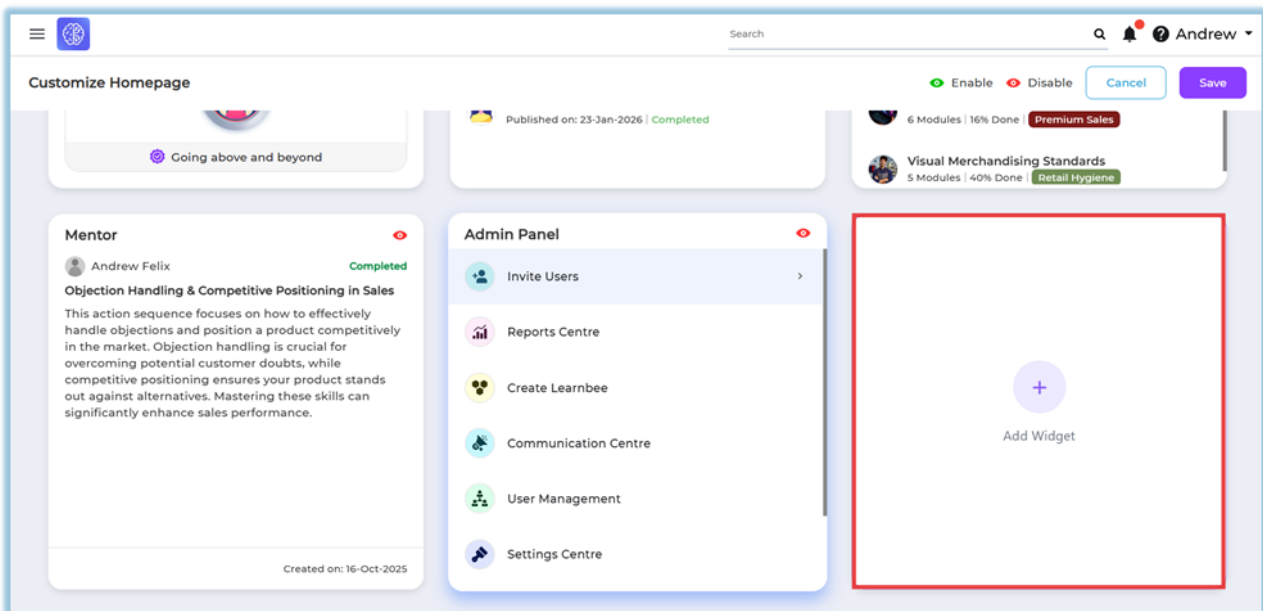 Search
Andrew
Customize Homepage
Enable
Disable
Cancel
Save
Going above and beyond
Published on: 23-Jan-2026 | Completed
6 Modules | 16% Done | Premium Sales
Visual Merchandising Standards
5 Modules | 40% Done | Retail Hygiene
Mentor
Andrew Felix
Completed
Objection Handling & Competitive Positioning in Sales
This action sequence focuses on how to effectively
handle objections and position a product competitively
in the market. Objection handling is crucial for
overcoming potential customer doubts, while
competitive positioning ensures your product stands
out against alternatives. Mastering these skills can
significantly enhance sales performance.
Created on: 16-Oct-2025
Admin Panel
Invite Users
Reports Centre
Create Learnbee
Communication Centre
User Management
Settings Centre
Add Widget